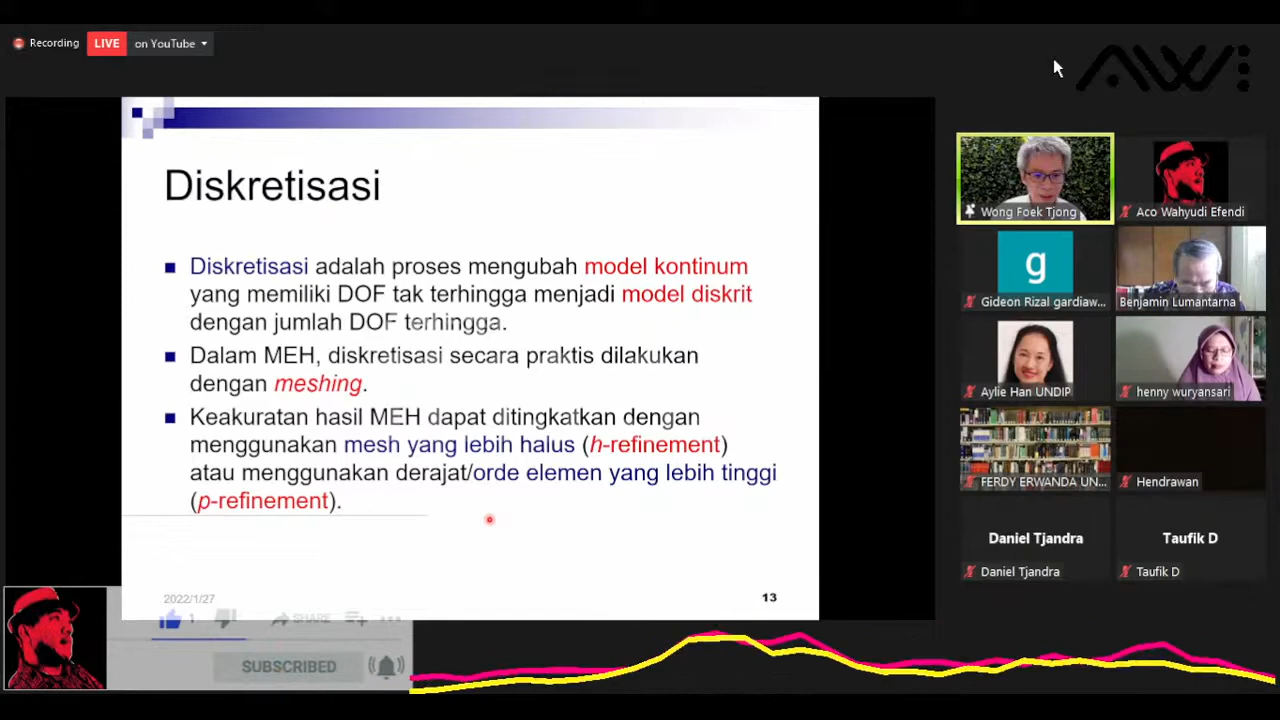 Recording
LIVE on YouTube
AWI
Diskretisasi
Diskretisasi adalah proses mengubah model kontinum
yang memiliki DOF tak terhingga menjadi model diskrit
dengan jumlah DOF terhingga.
Dalam MEH, diskretisasi secara praktis dilakukan
dengan meshing.
Keakuratan hasil MEH dapat ditingkatkan dengan
menggunakan mesh yang lebih halus (h-refinement)
atau menggunakan derajat/orde elemen yang lebih tinggi
(p-refinement).
2022/1/27
13
1
SHARE
SUBSCRIBED
Wong Foek Tjong
Aco Wahyudi Efendi
g
Gideon Rizal gardiaw...
Benjamin Lumantarna
Aylie Han UNDIP
henny wuryansari
FERDY ERWANDA UN...
Hendrawan
Daniel Tjandra
Daniel Tjandra
Taufik D
Taufik D